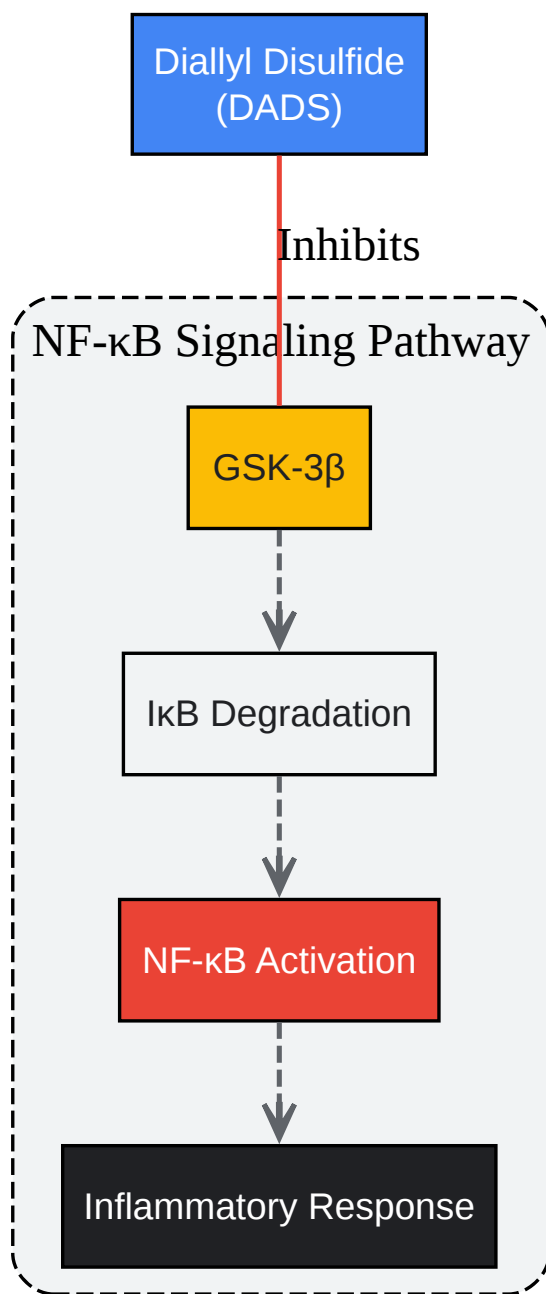 Diallyl Disulfide
(DADS)
Inhibits
NF-κB Signaling Pathway
GSK-3β
IκB Degradation
NF-κB Activation
Inflammatory Response